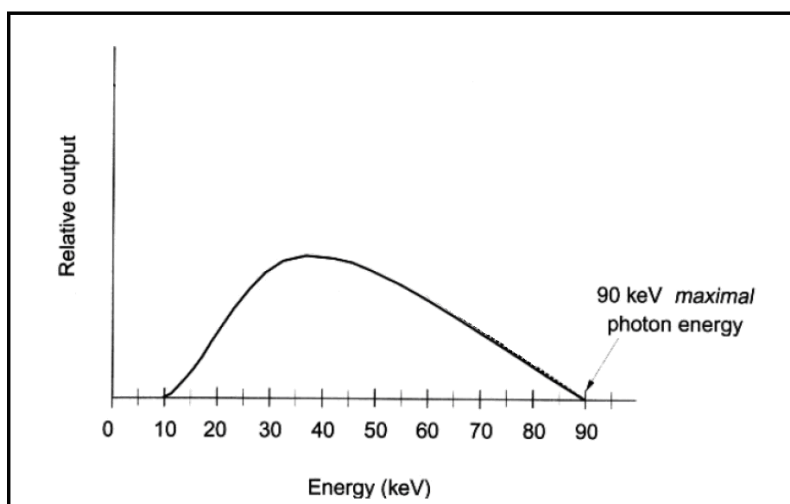 Relative output
90 keV maximal
photon energy
0 10 20 30 40 50 60 70 80 90
Energy (keV)